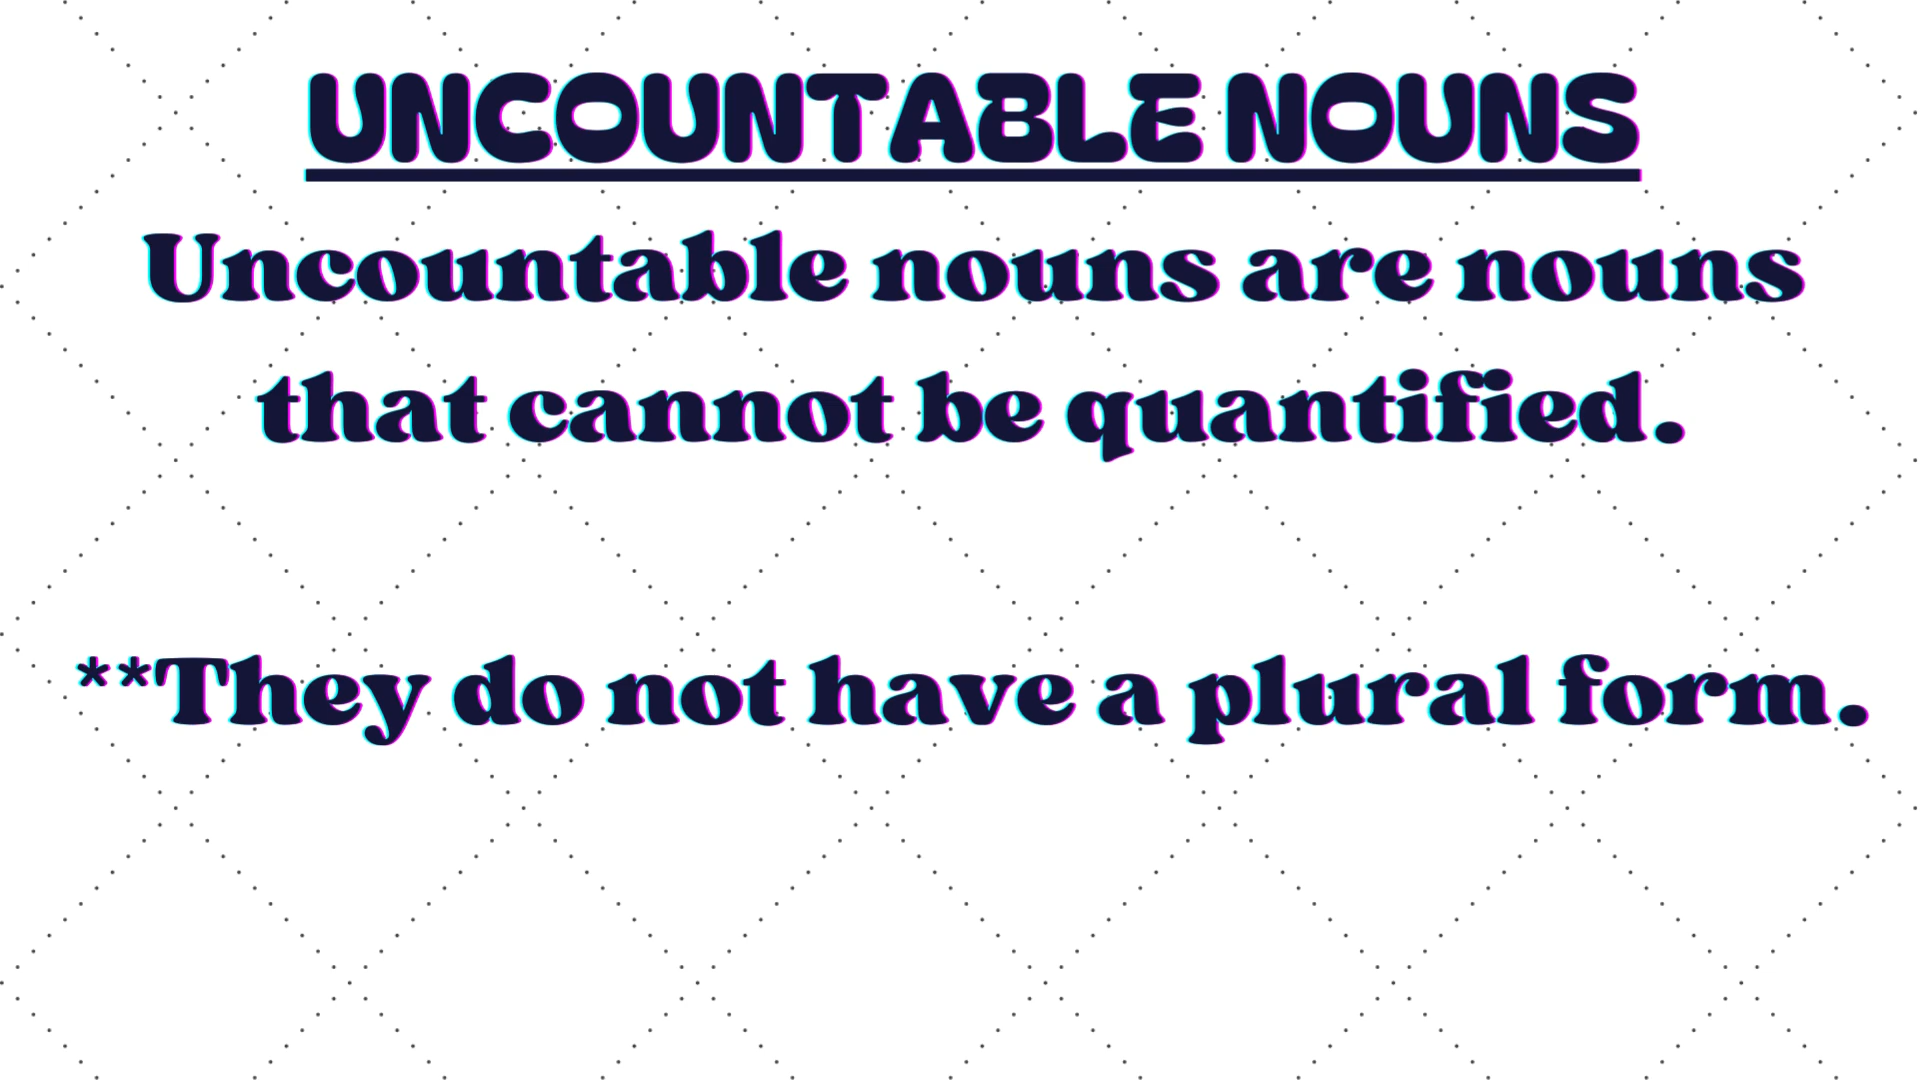 UNCOUNTABLE NOUNS
Uncountable nouns are nouns
that cannot be quantified.
**They do not have a plural form.